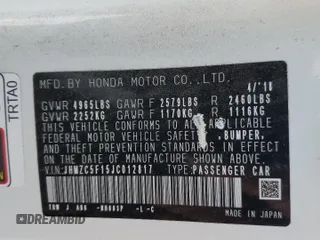 MFD. BY HONDA MOTOR CO.,LTD. 4/'18
GVWR 4965LBS GAWR F 2579LBS R 2460LBS
GVWR 2252KG GAWR F 1170KG R 1116KG
THIS VEHICLE CONFORMS TO ALL APPLICABLE
FEDERAL MOTOR VEHICLE SAFETY, BUMPER,
AND THEFT PREVENTION STANDARDS IN EFFECT
ON THE DATE OF MANUFACTURE SHOWN ABOVE.
V.I.N: JHMZC5F15JC012817 TYPE:PASSENGER CAR
MADE IN JAPAN
TRTA0
© DREAMBID